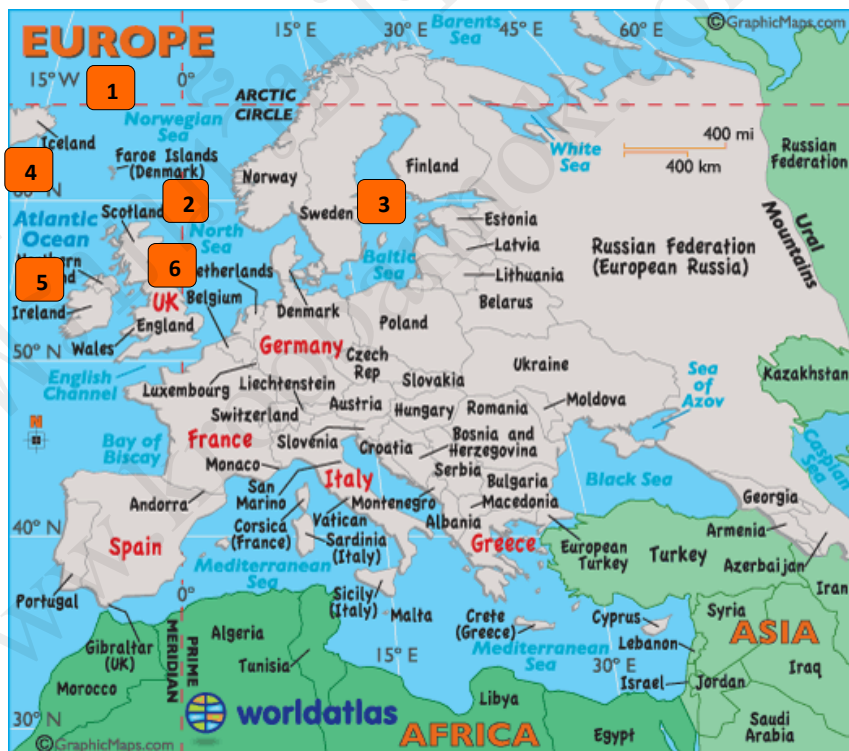 EUROPE
©GraphicMaps.com
15° W
0°
15° E
Barents
Sea
45° E
60° E
1
ARCTIC
CIRCLE
Norwegian
Sea
Iceland
Faroe Islands
(Denmark)
4
White
Sea
400 mi
400 km
Russian
Federation
Norway
Finland
2
3
Scotland
Sweden
Atlantic
Ocean
North
Sea
Estonia
Latvia
Ural
Mountains
Russian Federation
(European Russia)
Baltic
Sea
5
6
Netherlands
Lithuania
UK
Belgium
Denmark
Belarus
Ireland
England
Poland
Wales
Germany
50° N
Czech
Rep
Ukraine
Sea
of
Azov
Kazakhstan
English
Channel
Luxembourg
Liechtenstein
Slovakia
Austria
Hungary
Romania
Moldova
Switzerland
N
France
Slovenia
Croatia
Bosnia and
Herzegovina
Bay of
Biscay
Monaco
Italy
Serbia
Caspian
Sea
San
Marino
Montenegro
Bulgaria
Black Sea
Andorra
Macedonia
Georgia
Corsica
(France)
Vatican
Albania
40° N
Sardinia
(Italy)
Greece
European
Turkey
Turkey
Armenia
Azerbaijan
Spain
Mediterranean
Sea
Iran
Portugal
0°
Sicily
(Italy)
Malta
Crete
(Greece)
Cyprus
Syria
ASIA
Gibraltar
(UK)
PRIME
MERIDIAN
Algeria
Tunisia
15° E
Mediterranean
Sea
30° E
Lebanon
Iraq
Morocco
Israel
Jordan
worldatlas
Libya
Saudi
Arabia
30° N
AFRICA
Egypt
©GraphicMaps.com